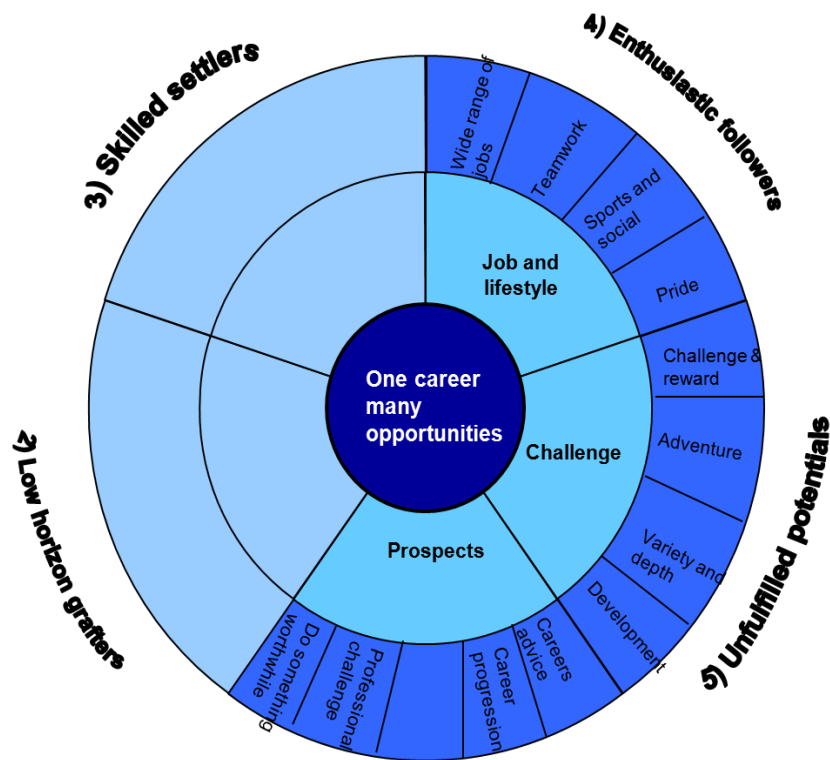 3) Skilled settlers
4) Enthusiastic followers
Wide range of
jobs
Teamwork
Sports and
social
Pride
Job and
lifestyle
One career
many
opportunities
Challenge &
reward
Challenge
Adventure
Variety and
depth
Development
Prospects
2) Low horizon grafters
5) Unfulfilled potentials
Do something
worthwhile
Professional
challenge
Career
progression
Careers
advice